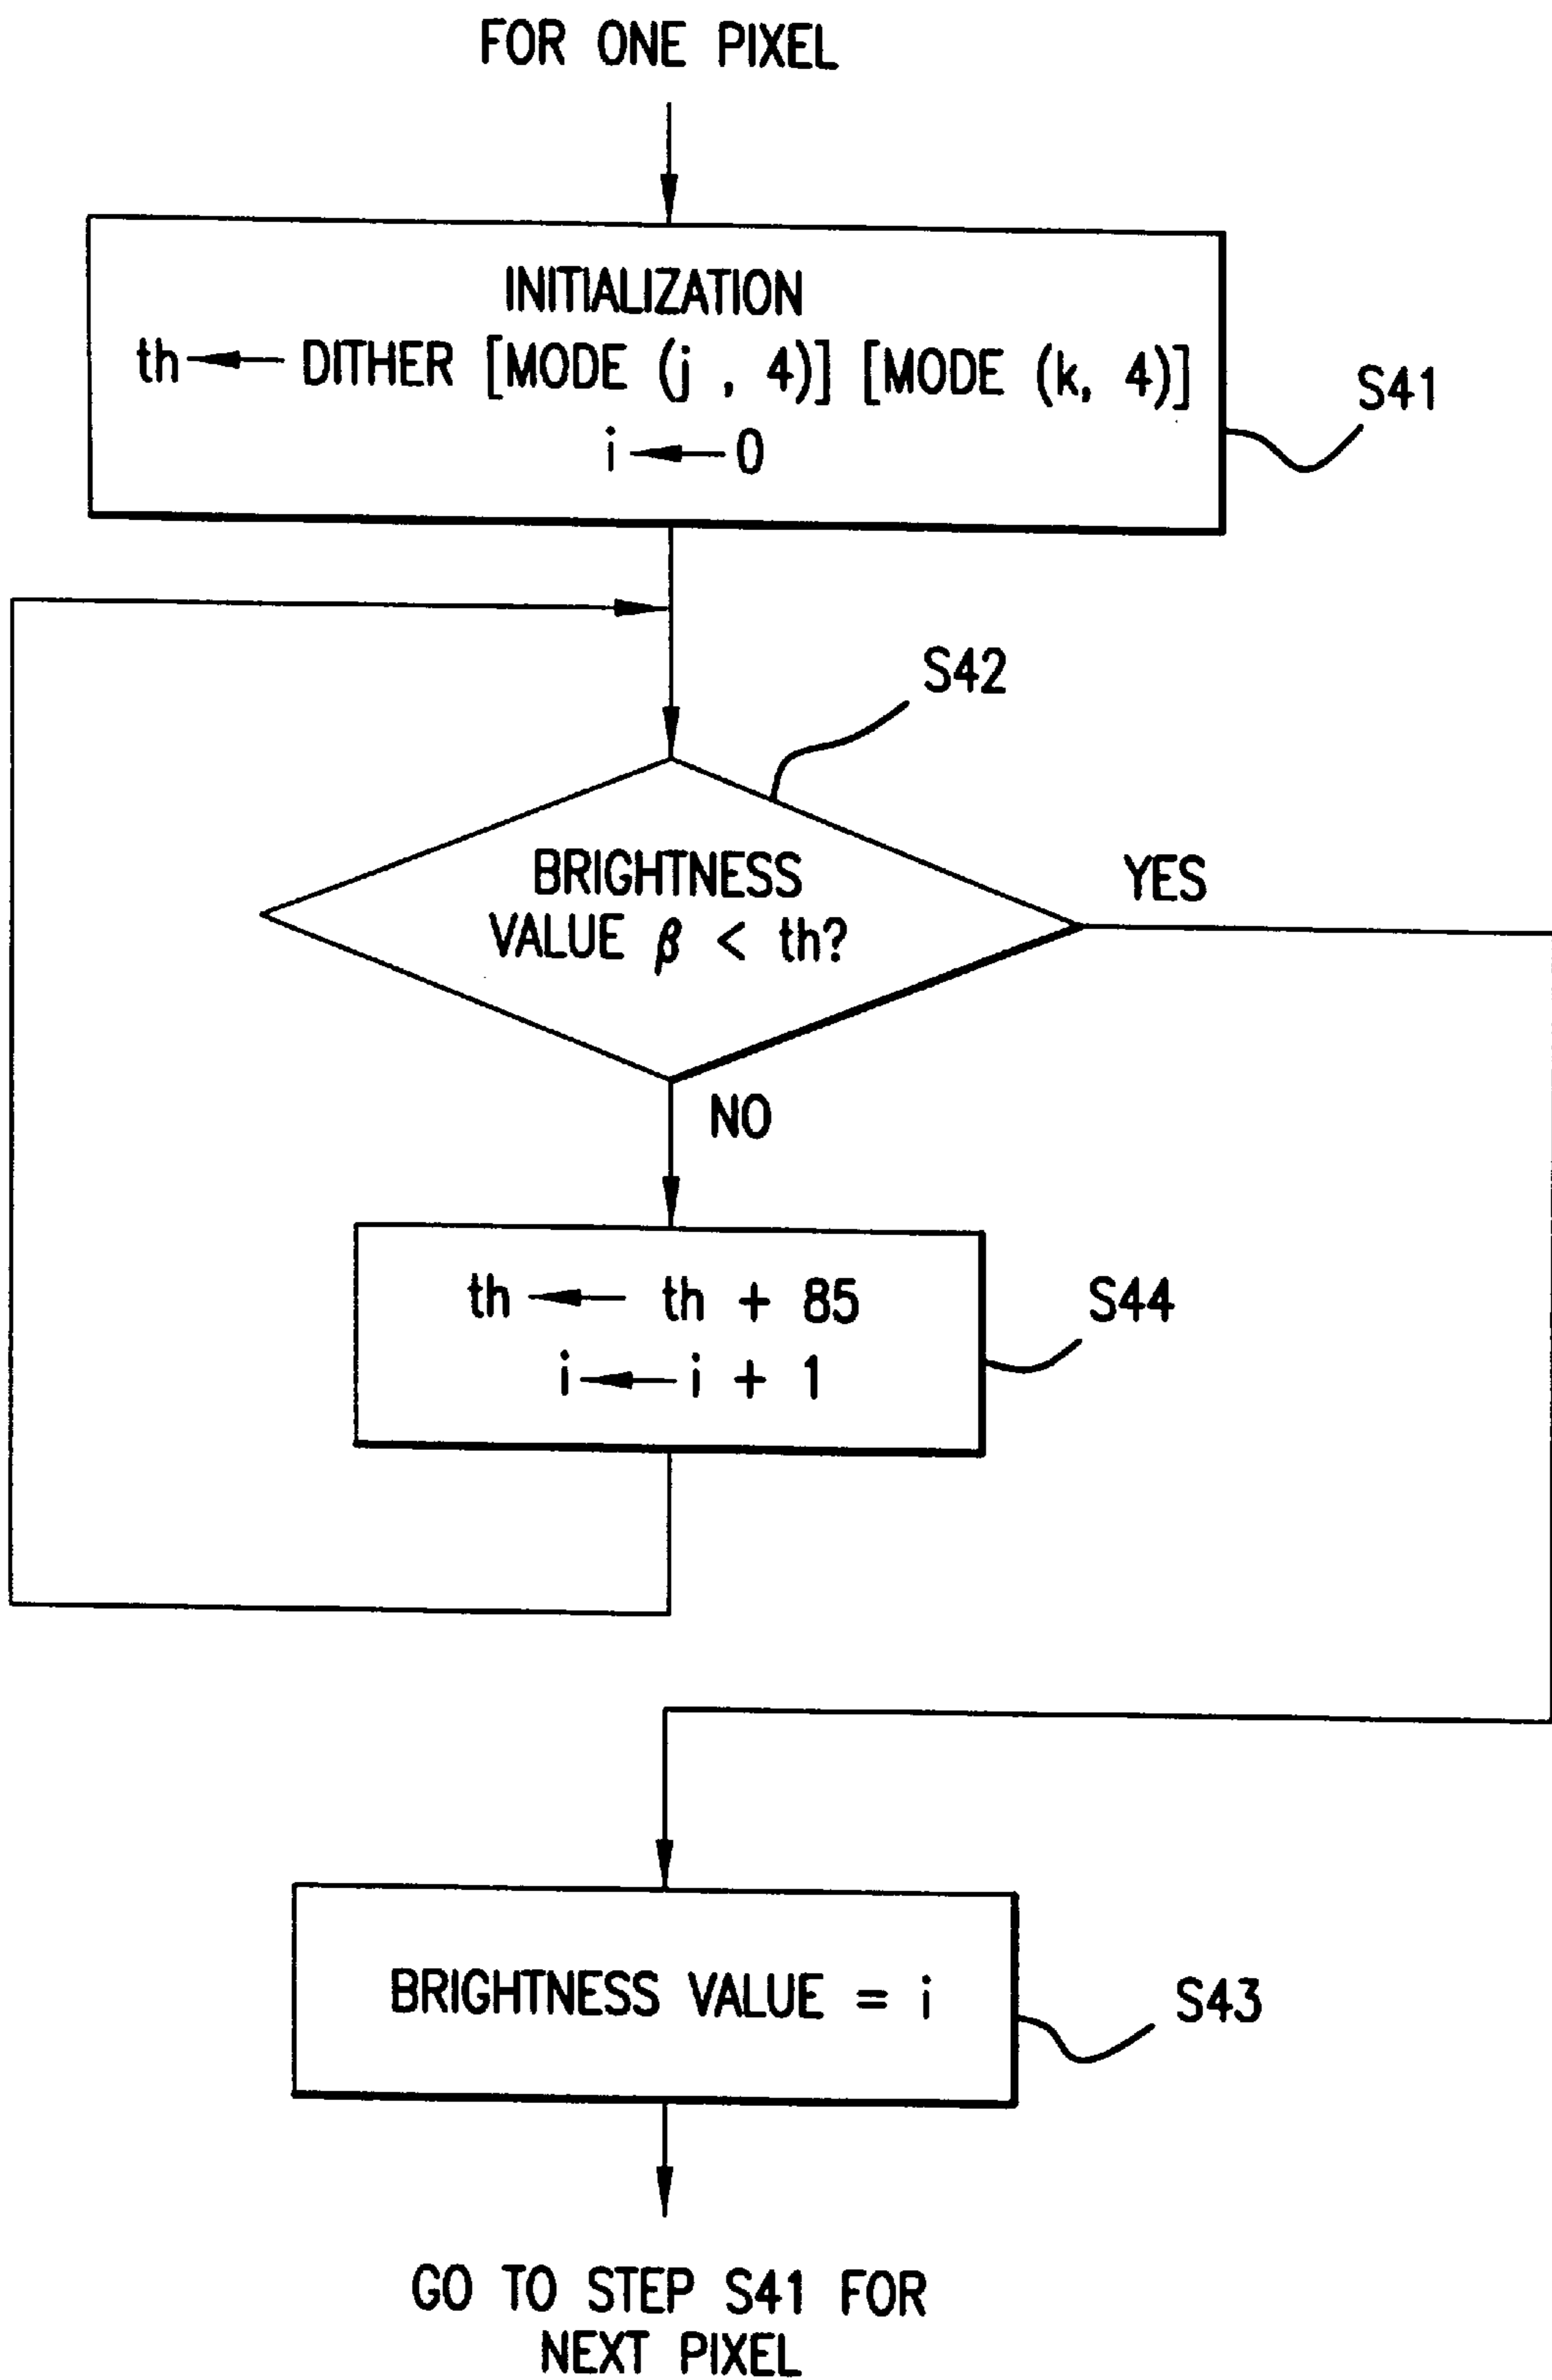 FOR ONE PIXEL
INITIALIZATION
th ← DITHER [MODE (j , 4)] [MODE (k, 4)]
i ← 0
S41
S42
BRIGHTNESS
VALUE β < th?
YES
NO
th ← th + 85
i ← i + 1
S44
BRIGHTNESS VALUE = i
S43
GO TO STEP S41 FOR
NEXT PIXEL